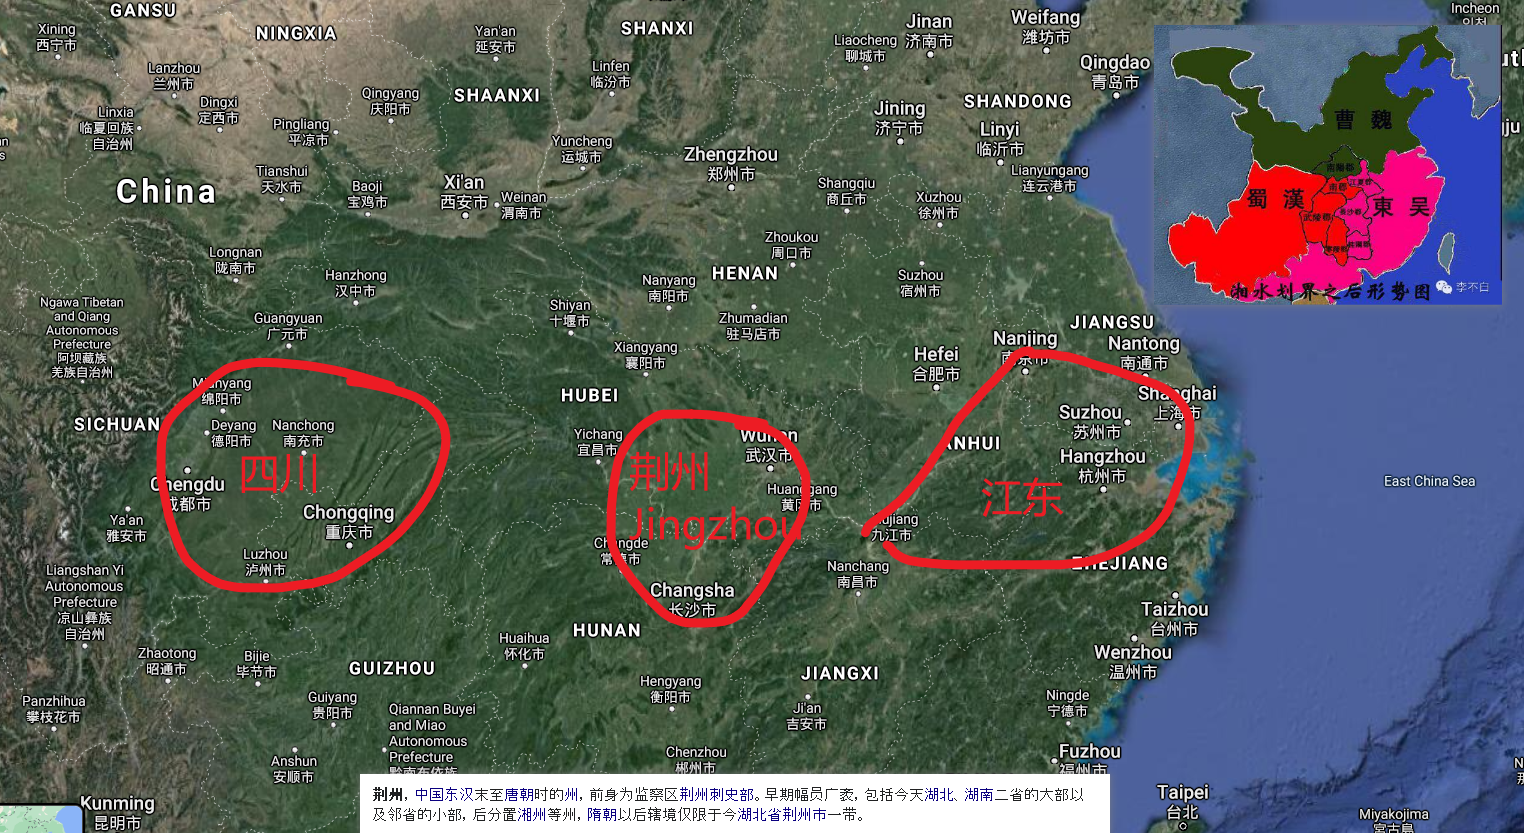 GANSU
Xining
西宁市
NINGXIA
Yan'an
延安市
SHANXI
Liaocheng
聊城市
Jinan
济南市
Weifang
潍坊市
Incheon
Lanzhou
兰州市
Linfen
临汾市
Qingdao
青岛市
Dingxi
定西市
Qingyang
庆阳市
SHAANXI
Jining
济宁市
SHANDONG
Linxia
临夏回族
自治州
Pingliang
平凉市
Yuncheng
运城市
Linyi
临沂市
曹 魏
Zhengzhou
郑州市
Tianshui
天水市
Baoji
宝鸡市
Xi'an
西安市
Weinan
渭南市
Shangqiu
商丘市
Xuzhou
徐州市
Lianyungang
连云港市
China
南陽郡
南郡
江夏郡
蜀 漢
武陵郡
長沙郡
東 吴
零陵郡
桂陽郡
湘水划界之后形势图
李不白
Longnan
陇南市
Hanzhong
汉中市
Zhoukou
周口市
HENAN
Nanyang
南阳市
Suzhou
宿州市
Ngawa Tibetan
and Qiang
Autonomous
Prefecture
阿坝藏族
羌族自治州
Guangyuan
广元市
Shiyan
十堰市
Zhumadian
驻马店市
JIANGSU
Xiangyang
襄阳市
Hefei
合肥市
Nanjing
南京市
Nantong
南通市
Mianyang
绵阳市
HUBEI
Shanghai
上海市
SICHUAN
Deyang
德阳市
Nanchong
南充市
Yichang
宜昌市
Wuhan
武汉市
ANHUI
Suzhou
苏州市
Hangzhou
杭州市
四川
荆州
Jingzhou
江东
Chengdu
成都市
Huanggang
黄冈市
East China Sea
Ya'an
雅安市
Chongqing
重庆市
Jiujiang
九江市
Luzhou
泸州市
Changde
常德市
Nanchang
南昌市
ZHEJIANG
Liangshan Yi
Autonomous
Prefecture
凉山彝族
自治州
Changsha
长沙市
Taizhou
台州市
HUNAN
Huaihua
怀化市
Wenzhou
温州市
Zhaotong
昭通市
Bijie
毕节市
GUIZHOU
JIANGXI
Hengyang
衡阳市
Panzhihua
攀枝花市
Guiyang
贵阳市
Qiannan Buyei
and Miao
Autonomous
Prefecture
黔南布依族
Ji'an
吉安市
Ningde
宁德市
Anshun
安顺市
Chenzhou
郴州市
Fuzhou
福州市
荆州，中国东汉末至唐朝时的州，前身为监察区荆州刺史部。早期幅员广袤，包括今天湖北、湖南二省的大部以
及邻省的小部，后分置湘州等州，隋朝以后辖境仅限于今湖北省荆州市一带。
Kunming
昆明市
Taipei
台北
Miyakojima
宮古島